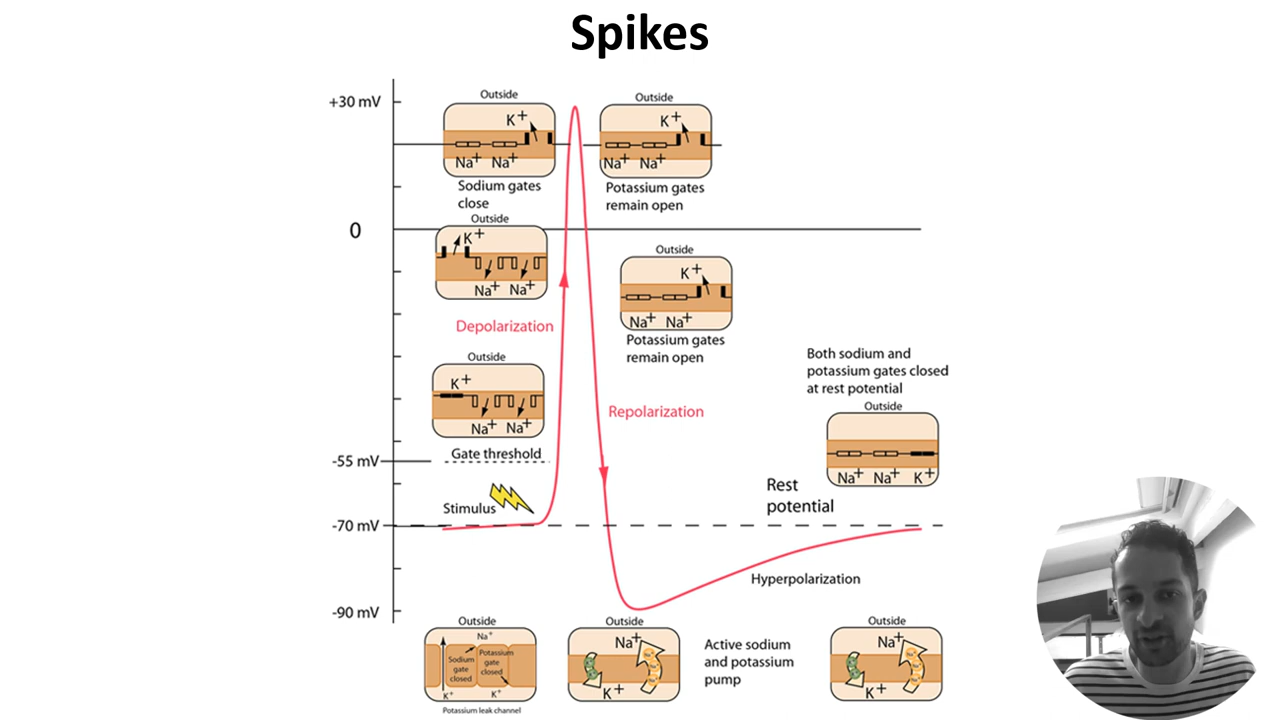 Spikes
+30 mV
Outside
K+
Na+ Na+
Sodium gates
close
Outside
K+
Na+ Na+
Potassium gates
remain open
0
Outside
K+
Na+ Na+
Depolarization
Outside
K+
Na+ Na+
Potassium gates
remain open
Outside
K+
Na+ Na+
Repolarization
Both sodium and
potassium gates closed
at rest potential
Outside
Na+ Na+ K+
-55 mV
Gate threshold
Stimulus
Rest
potential
-70 mV
Hyperpolarization
-90 mV
Outside
Na+
Sodium
gate
closed
Potassium
gate
closed
K+ K+
Potassium leak channel
Outside
Na+
K+
Active sodium
and potassium
pump
Outside
Na+
K+